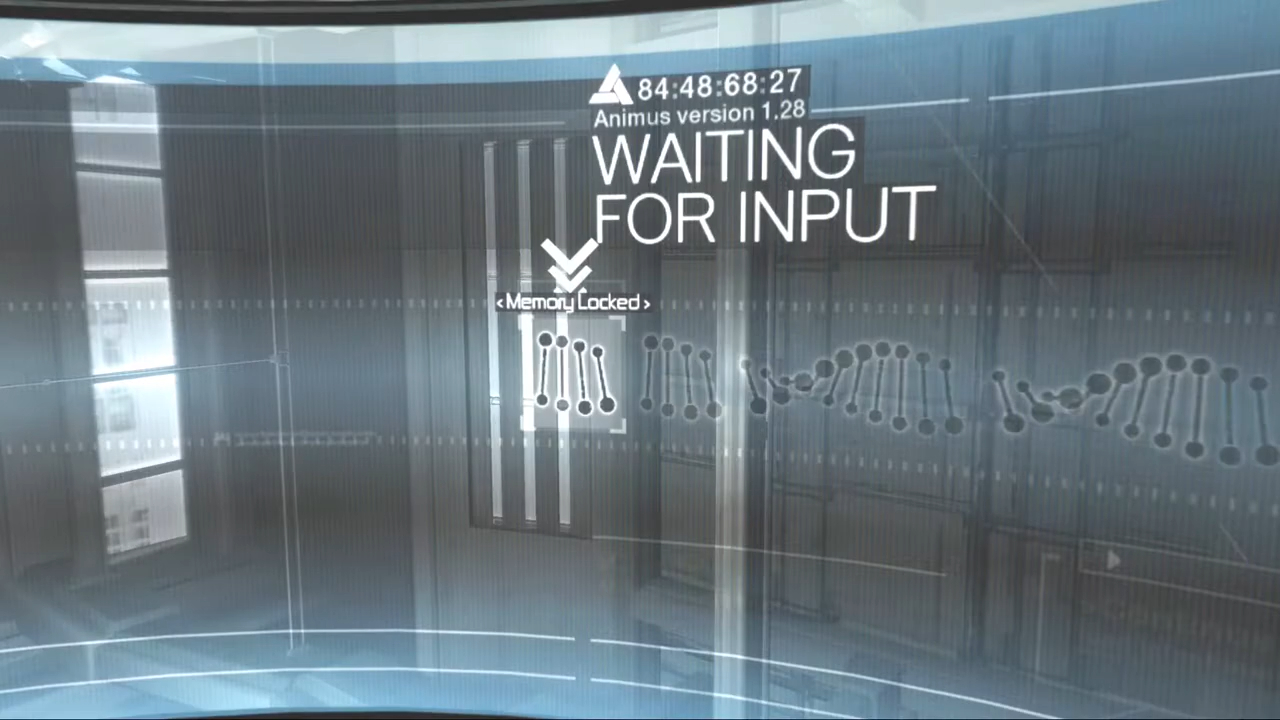 84:48:68:27
Animus version 1.28
WAITING
FOR INPUT
‹ Memory Locked ›